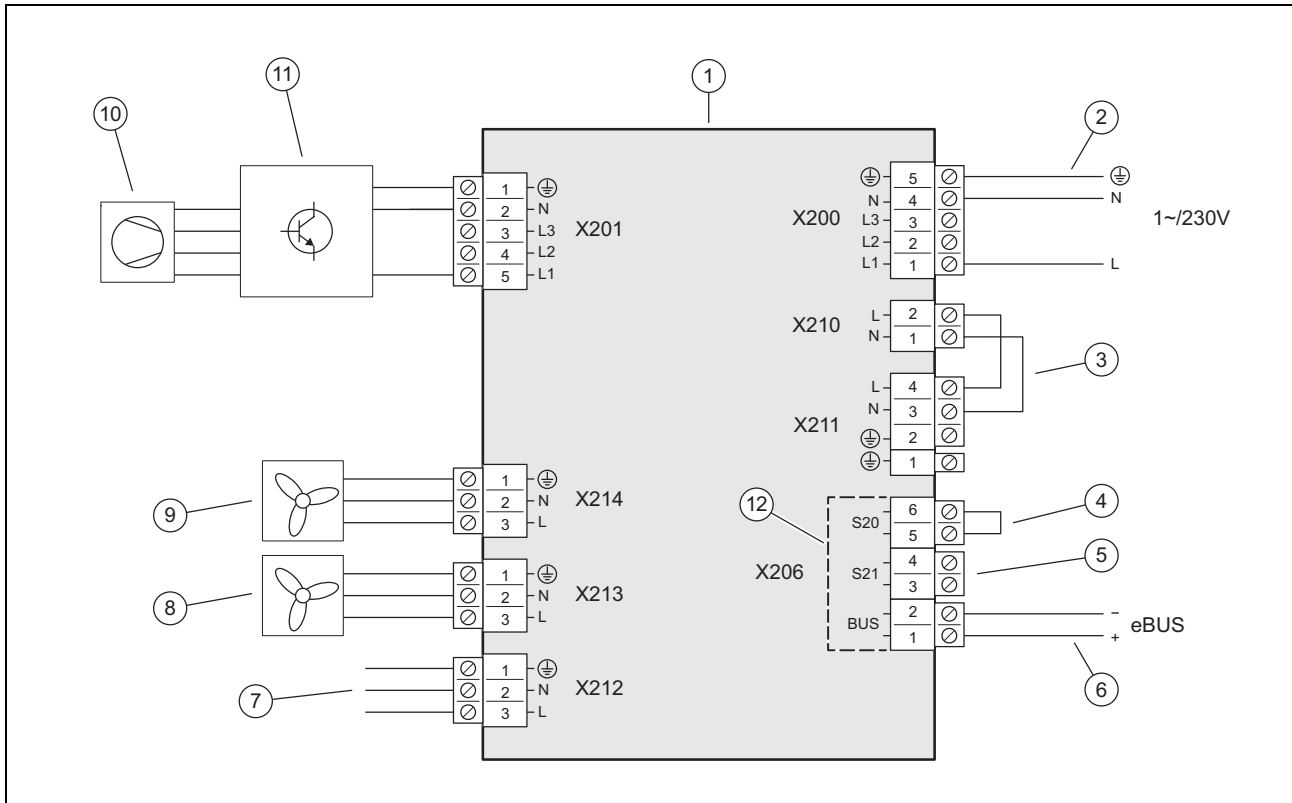 11
1
10
2
1
2 N
3 L3
4 L2
5 L1
X201
5
N 4
L3 3
L2 2
L1 1
X200
N
1~/230V
L
X210
L 2
N 1
3
X211
L 4
N 3
2
1
9
1
2 N
3 L
X214
12
X206
S20
6
5
4
S21
4
3
5
BUS
2
1
−
+
eBUS
6
8
1
2 N
3 L
X213
7
1
2 N
3 L
X212